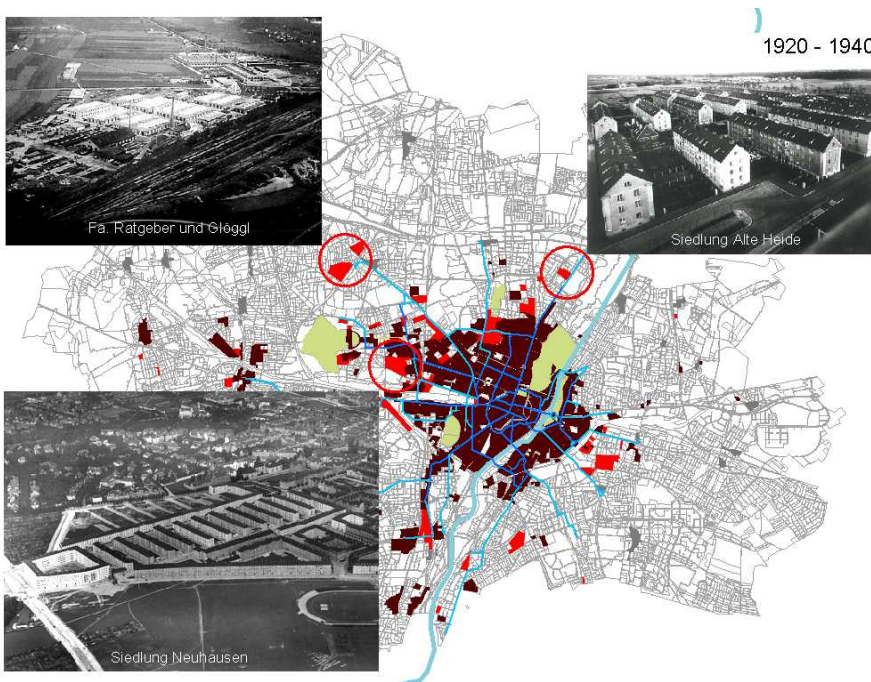 1920 - 1940
Fa. Ratgeber und Glöggl
Siedlung Alte Heide
Siedlung Neuhausen